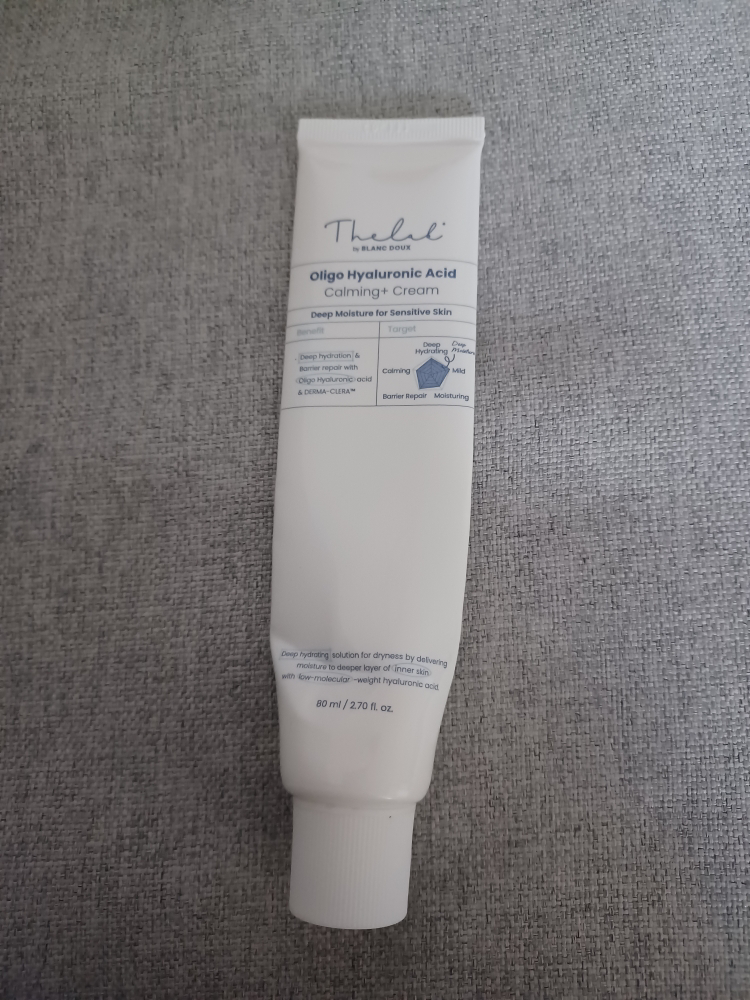 Thelab
by BLANC DOUX
Oligo Hyaluronic Acid
Calming+ Cream
Deep Moisture for Sensitive Skin
Benefit
Deep hydration &
Barrier repair with
Oligo Hyaluronic-acid
& DERMA-CLERA™
Target
Deep
Hydrating
Deep
Moisture
Calming
Mild
Barrier Repair
Moisturing
Deep hydrating solution for dryness by delivering
moisture to deeper layer of inner skin
with low-molecular -weight hyaluronic acid.
80 ml / 2.70 fl. oz.